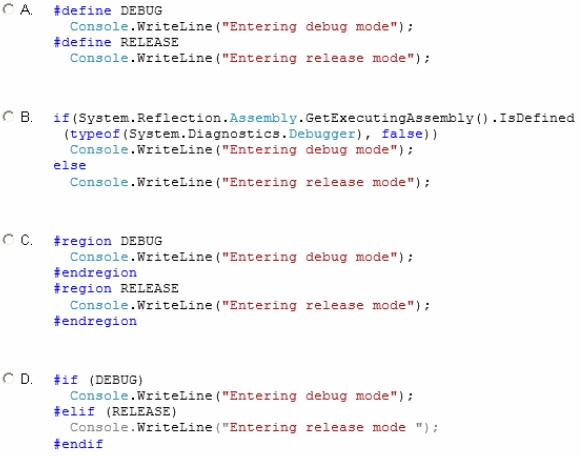 A. #define DEBUG
Console.WriteLine("Entering debug mode");
#define RELEASE
Console.WriteLine("Entering release mode");
B. if(System.Reflection.Assembly.GetExecutingAssembly().IsDefined
(typeof(System.Diagnostics.Debugger), false))
Console.WriteLine("Entering debug mode");
else
Console.WriteLine("Entering release mode");
C. #region DEBUG
Console.WriteLine("Entering debug mode");
#endregion
#region RELEASE
Console.WriteLine("Entering release mode");
#endregion
D. #if (DEBUG)
Console.WriteLine("Entering debug mode");
#elif (RELEASE)
Console.WriteLine("Entering release mode ");
#endif